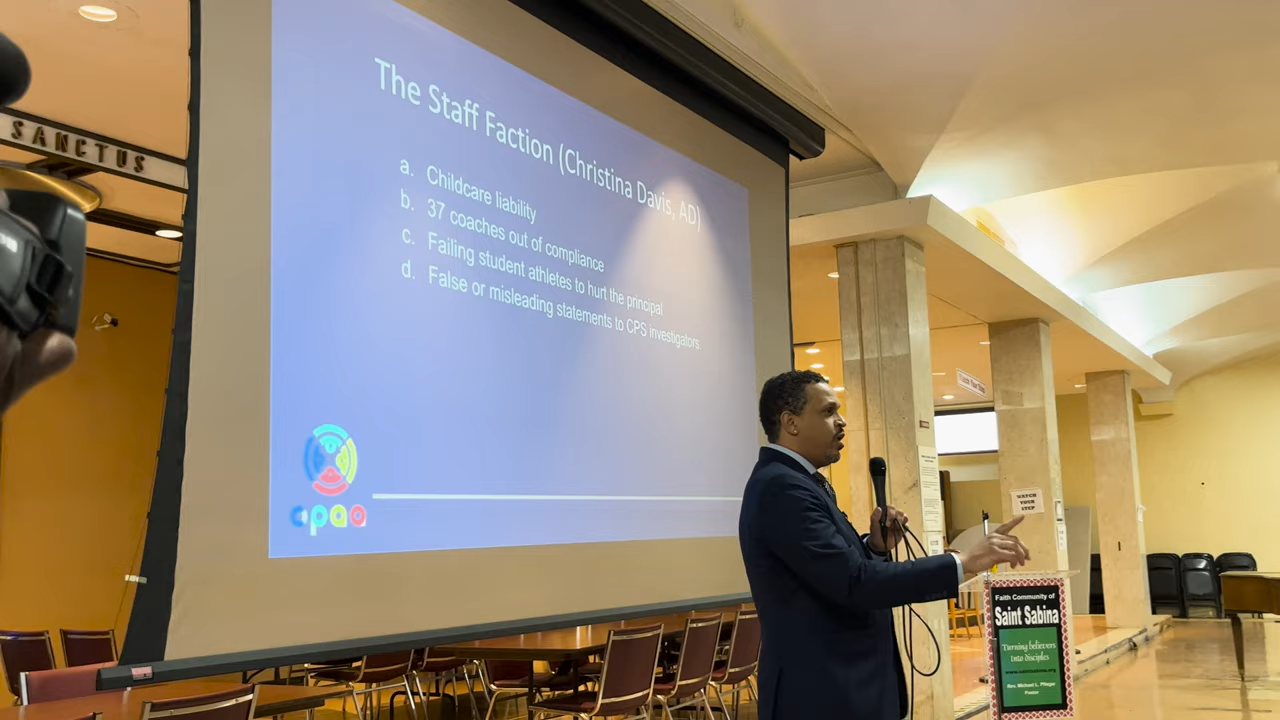 SANCTUS
The Staff Faction (Christina Davis, AD)
a. Childcare liability
b. 37 coaches out of compliance
c. Failing student athletes to hurt the principal
d. False or misleading statements to CPS investigators
cpaa
WATCH
YOUR
STEP
Faith Community of
Saint Sabina
Turning believers
Into disciples
Rev. Michael L. Pfleger
Pastor